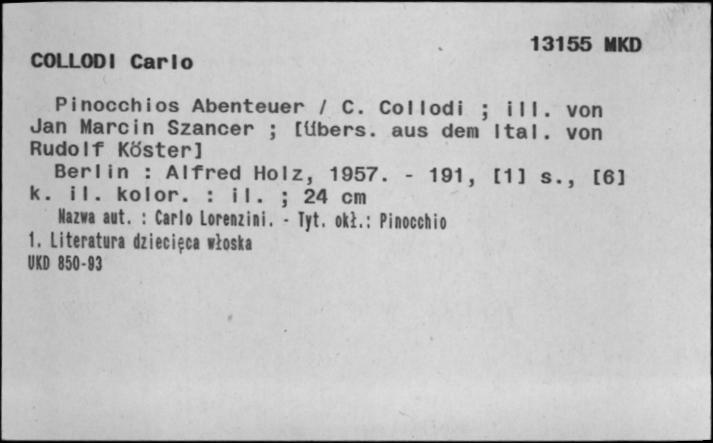 13155 MKD
COLLODI Carlo
Pinocchios Abenteuer / C. Collodi ; ill. von
Jan Marcin Szancer ; [Übers. aus dem Ital. von
Rudolf Köster]
Berlin : Alfred Holz, 1957. - 191, [1] s., [6]
k. il. kolor. : il. ; 24 cm
Nazwa aut. : Carlo Lorenzini. - Tyt. okł.: Pinocchio
1. Literatura dziecięca włoska
UKD 850-93